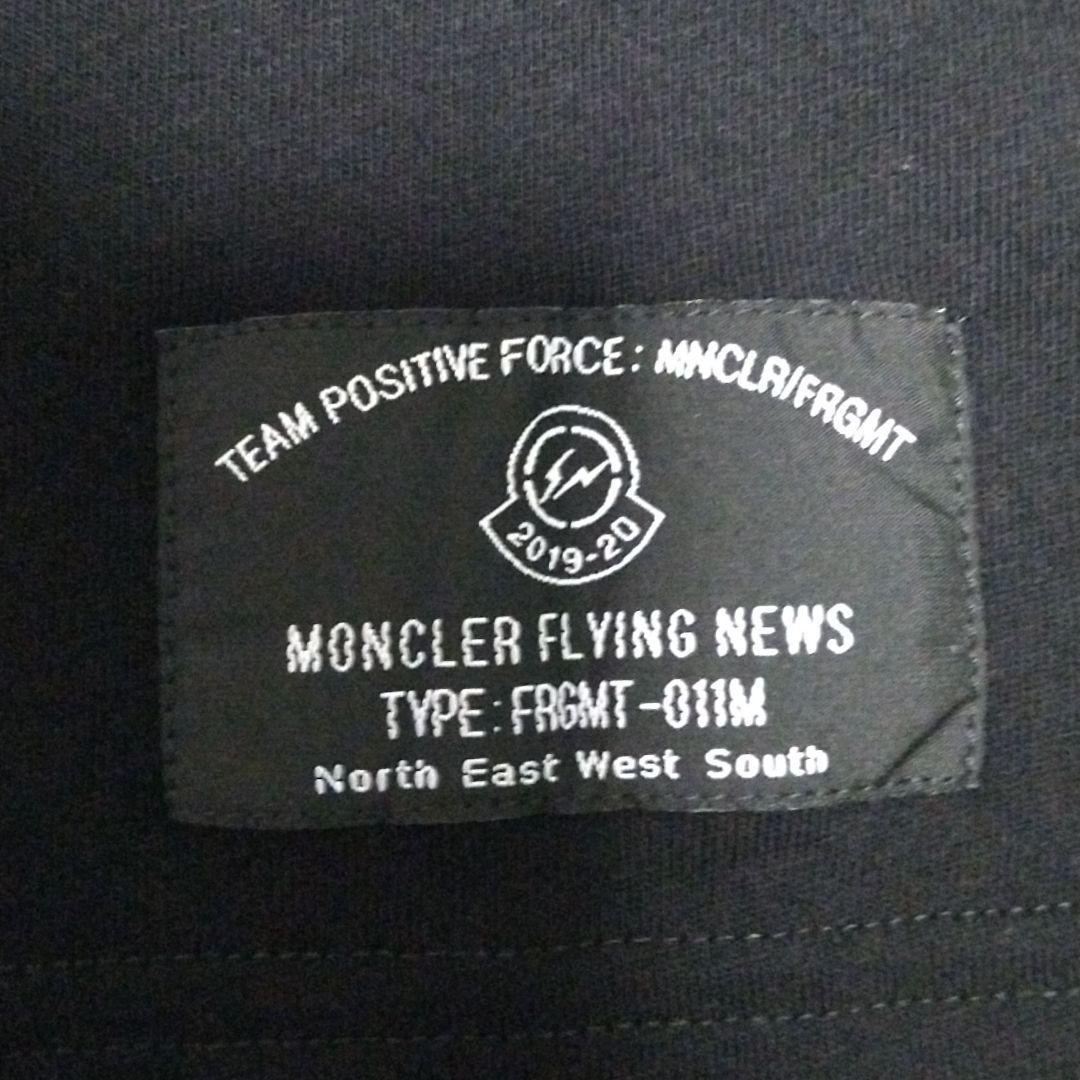 TEAM POSITIVE FORCE: MNCLR/FRGMT
2019-20
MONCLER FLYING NEWS
TYPE: FRGMT-011M
North East West South